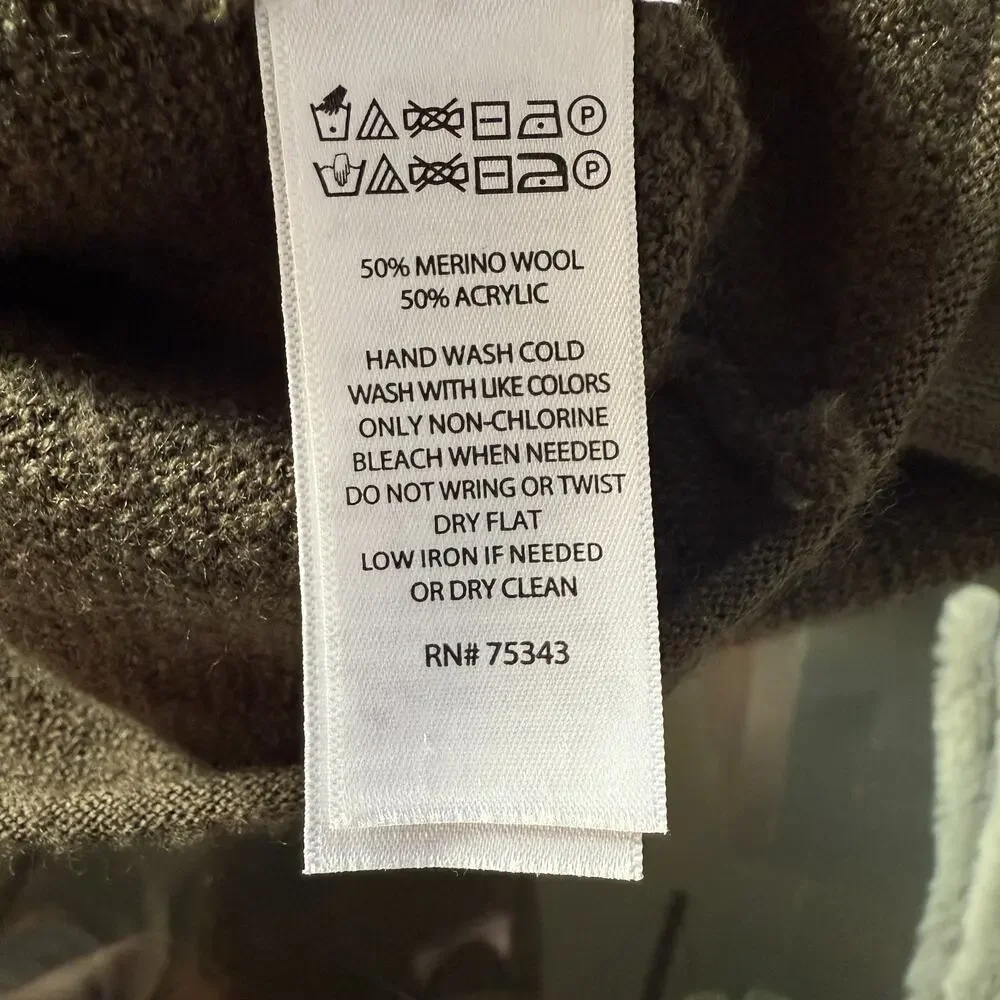 P
P
50% MERINO WOOL
50% ACRYLIC
HAND WASH COLD
WASH WITH LIKE COLORS
ONLY NON-CHLORINE
BLEACH WHEN NEEDED
DO NOT WRING OR TWIST
DRY FLAT
LOW IRON IF NEEDED
OR DRY CLEAN
RN# 75343